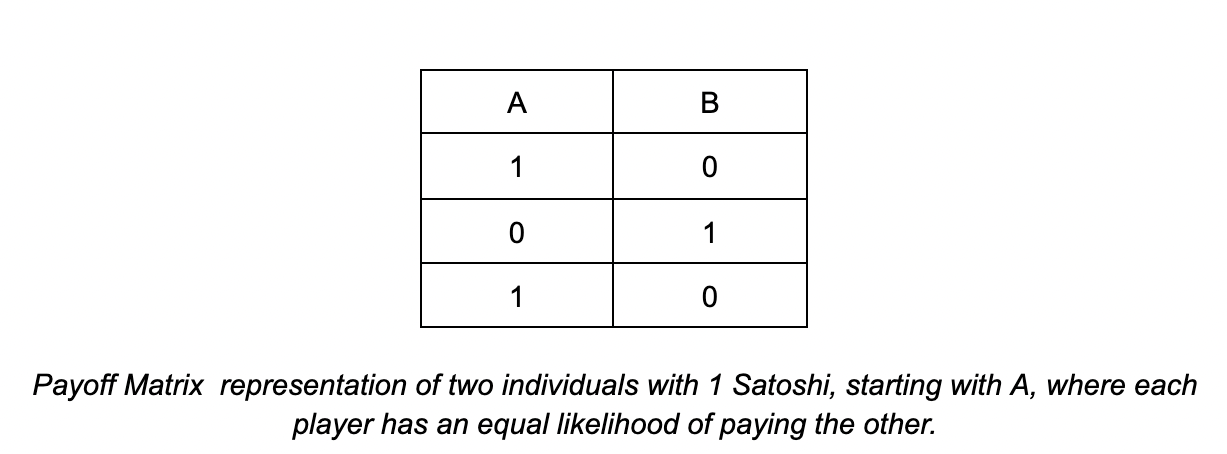 A B
1 0
0 1
1 0
Payoff Matrix  representation of two individuals with 1 Satoshi, starting with A, where each
player has an equal likelihood of paying the other.